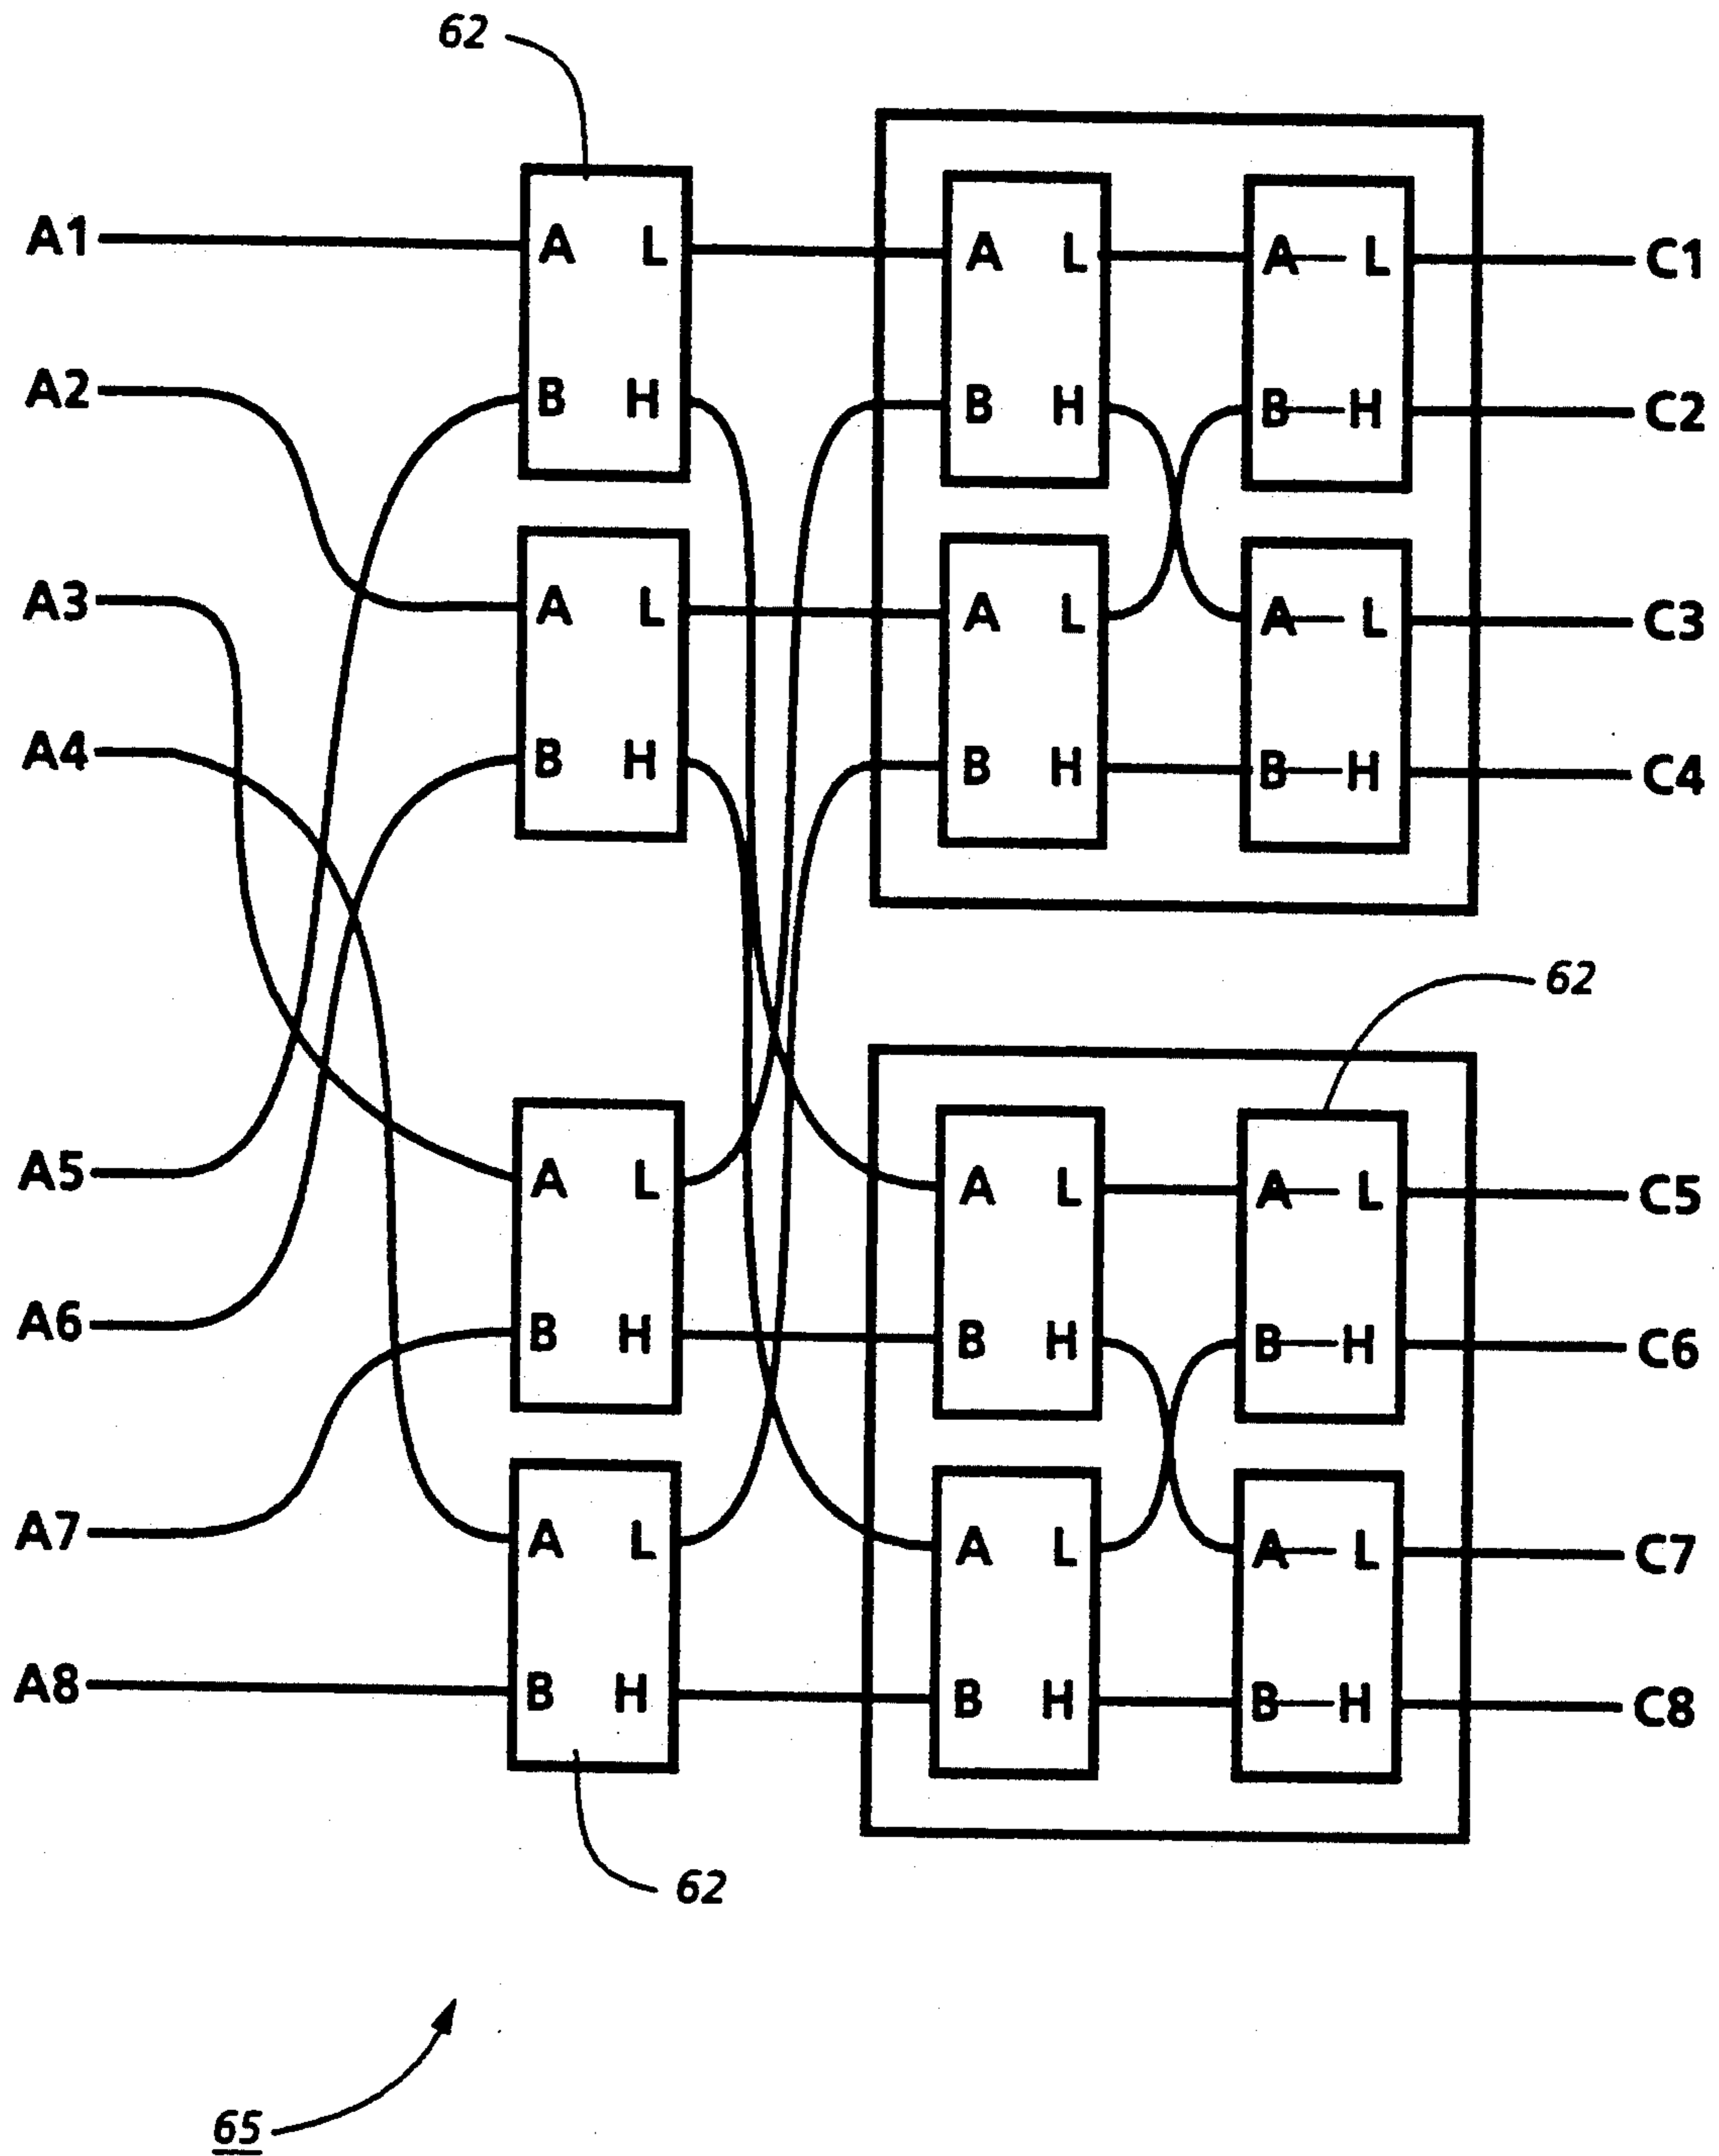 62
A1 A L A L A L C1
A2 B H B H B H C2
A3 A L A L A L C3
A4 B H B H B H C4
62
A5 A L A L A L C5
A6 B H B H B H C6
A7 A L A L A L C7
A8 B H B H B H C8
62
65